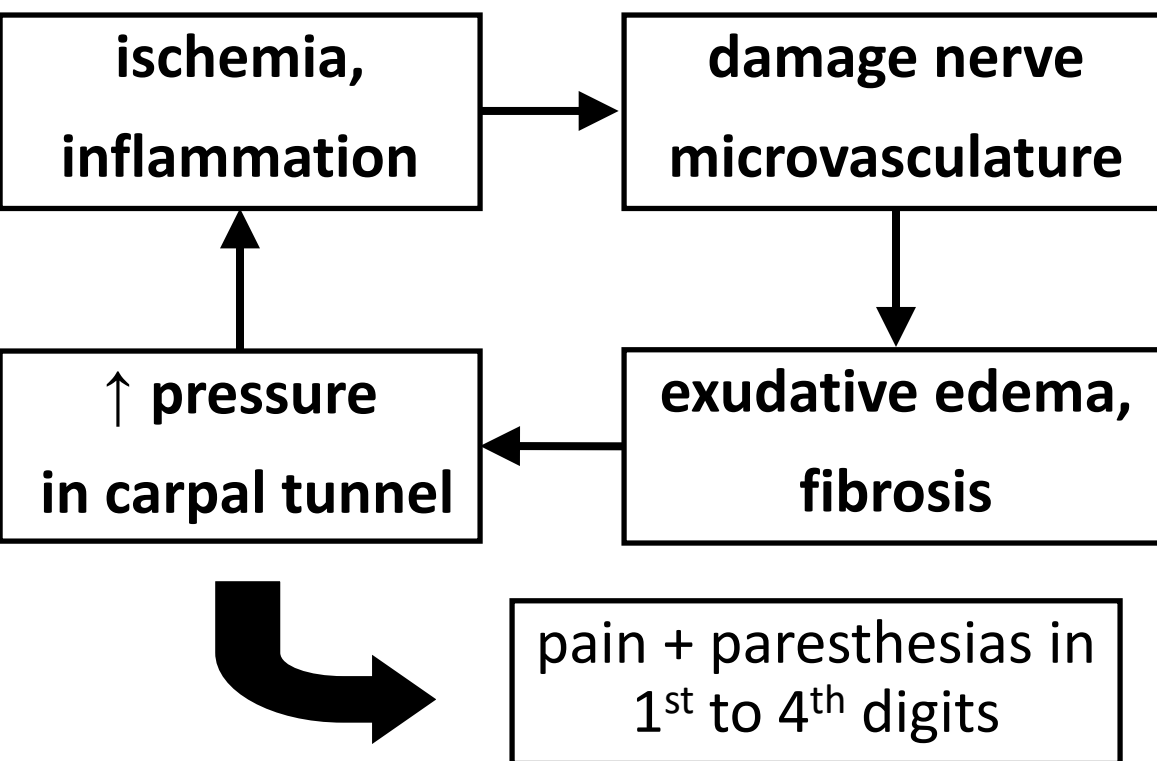 ischemia,
inflammation
damage nerve
microvasculature
↑ pressure
in carpal tunnel
exudative edema,
fibrosis
pain + paresthesias in
1st to 4th digits